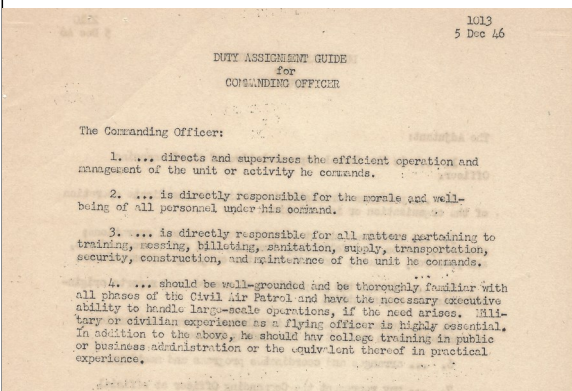 1013
5 Dec 46
DUTY ASSIGNMENT GUIDE
for
COMMANDING OFFICER
The Commanding Officer:
1. ... directs and supervises the efficient operation and
management of the unit or activity he commands.
2. ... is directly responsible for the morale and well-
being of all personnel under his command.
3. ... is directly responsible for all matters pertaining to
training, messing, billeting, sanitation, supply, transportation,
security, construction, and maintenance of the unit he commands.
4. ... should be well-grounded and be thoroughly familiar with
all phases of the Civil Air Patrol and have the necessary executive
ability to handle large-scale operations, if the need arises. Mili-
tary or civilian experience as a flying officer is highly essential.
In addition to the above, he should hav college training in public
or business administration or the equivalent thereof in practical
experience.